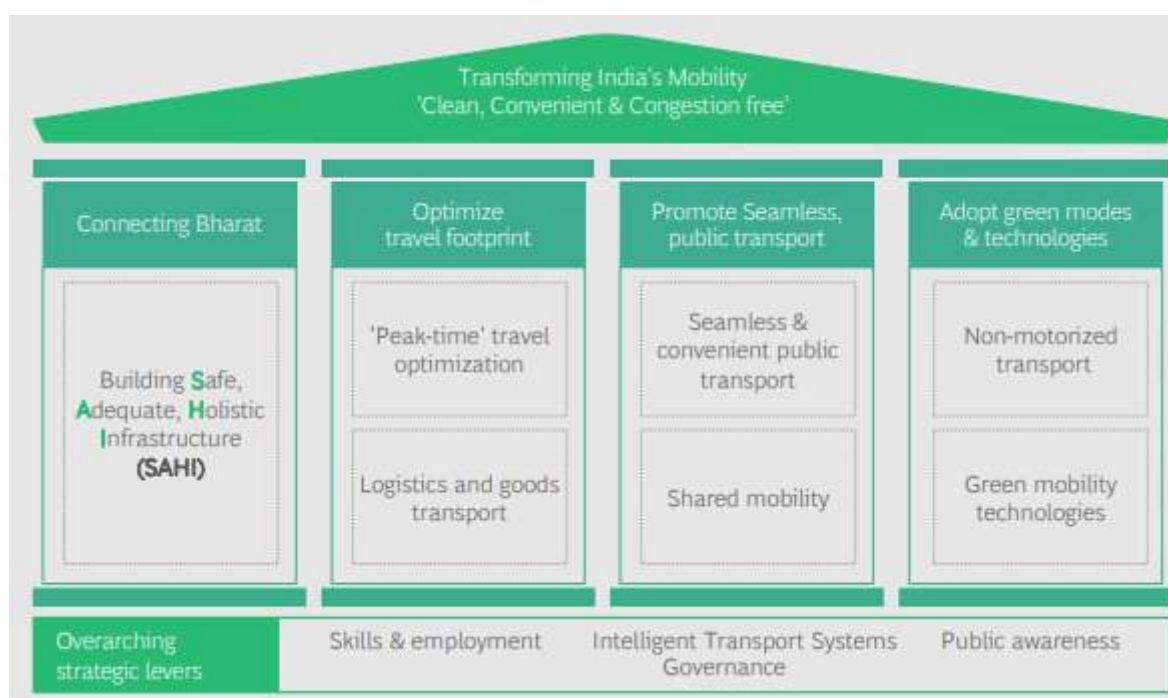 Transforming India's Mobility
'Clean, Convenient & Congestion free'
Connecting Bharat
Building Safe,
Adequate, Holistic
Infrastructure
(SAHI)
Optimize
travel footprint
'Peak-time' travel
optimization
Logistics and goods
transport
Promote Seamless,
public transport
Seamless &
convenient public
transport
Shared mobility
Adopt green modes
& technologies
Non-motorized
transport
Green mobility
technologies
Overarching
strategic levers
Skills & employment
Intelligent Transport Systems
Governance
Public awareness